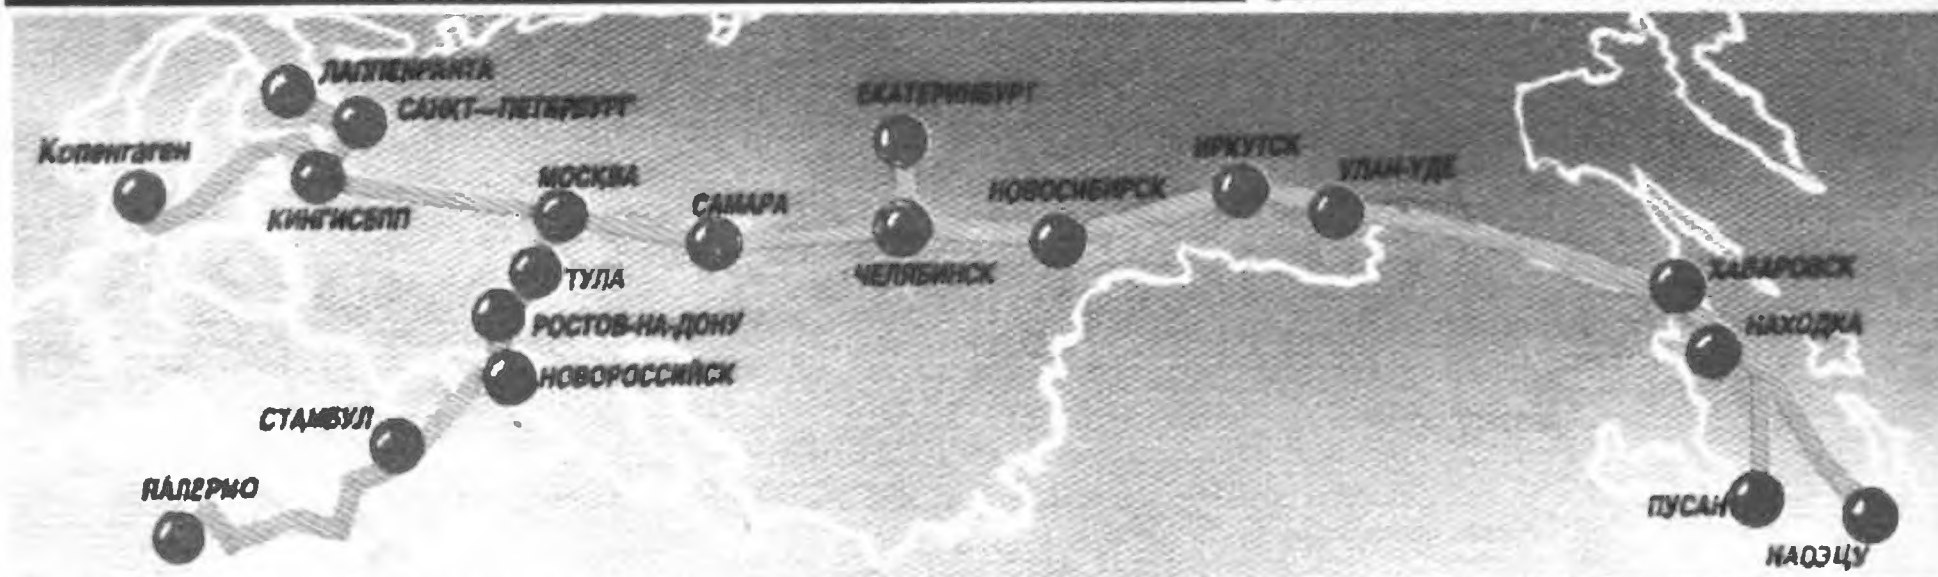 ЛАППЕНРАНТА
САНКТ—ПЕТЕРБУРГ
ЕКАТЕРИНБУРГ
Копенгаген
ИРКУТСК
УЛАН-УДЕ
МОСКВА
НОВОСИБИРСК
САМАРА
КИНГИСЕПП
ТУЛА
ЧЕЛЯБИНСК
ХАБАРОВСК
РОСТОВ-НА-ДОНУ
НАХОДКА
НОВОРОССИЙСК
СТАМБУЛ
ПАЛЕРМО
ПУСАН
НАОЭЦУ